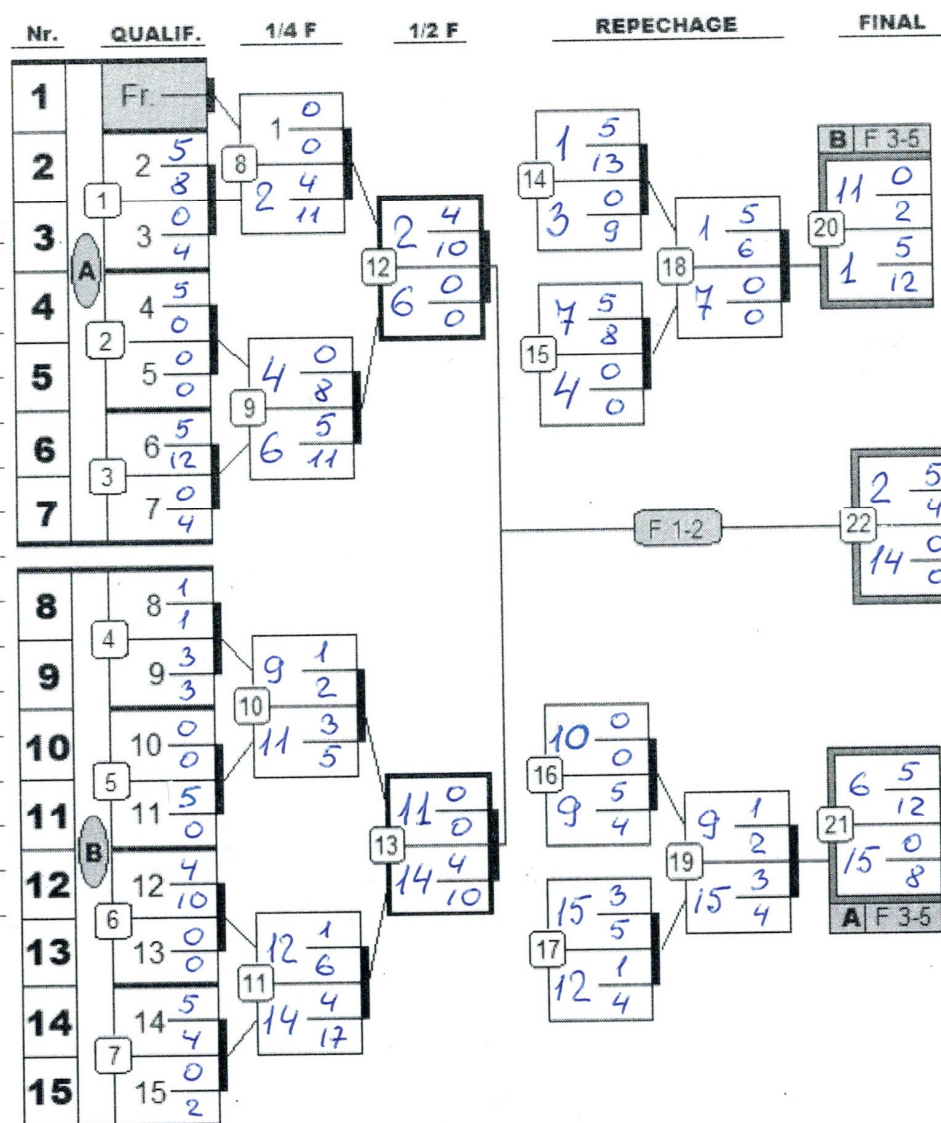 Nr. QUALIF. 1/4 F 1/2 F REPECHAGE FINAL
1
2
3
4
5
6
7
A
Fr.
1
2 5 8
3 0 4
2
4 5 0
5 0 0
3
6 5 12
7 0 4
8
1 0 0
2 4 11
9
4 0 8
6 5 11
12
2 4 10
6 0 0
14
1 5 13
3 0 9
15
7 5 8
4 0 0
18
1 5 6
7 0 0
B F 3-5
20
11 0 2
1 5 12
F 1-2
22
2 5 4
14 0 0
8
9
10
11
12
13
14
15
B
4
8 1 1
9 3 3
5
10 0 0
11 5 0
6
12 4 10
13 0 0
7
14 5 4
15 0 2
10
9 1 2
11 3 5
11
12 1 6
14 4 17
13
11 0 0
14 4 10
16
10 0 0
9 5 4
17
15 3 5
12 1 4
19
9 1 2
15 3 4
21
6 5 12
15 0 8
A F 3-5